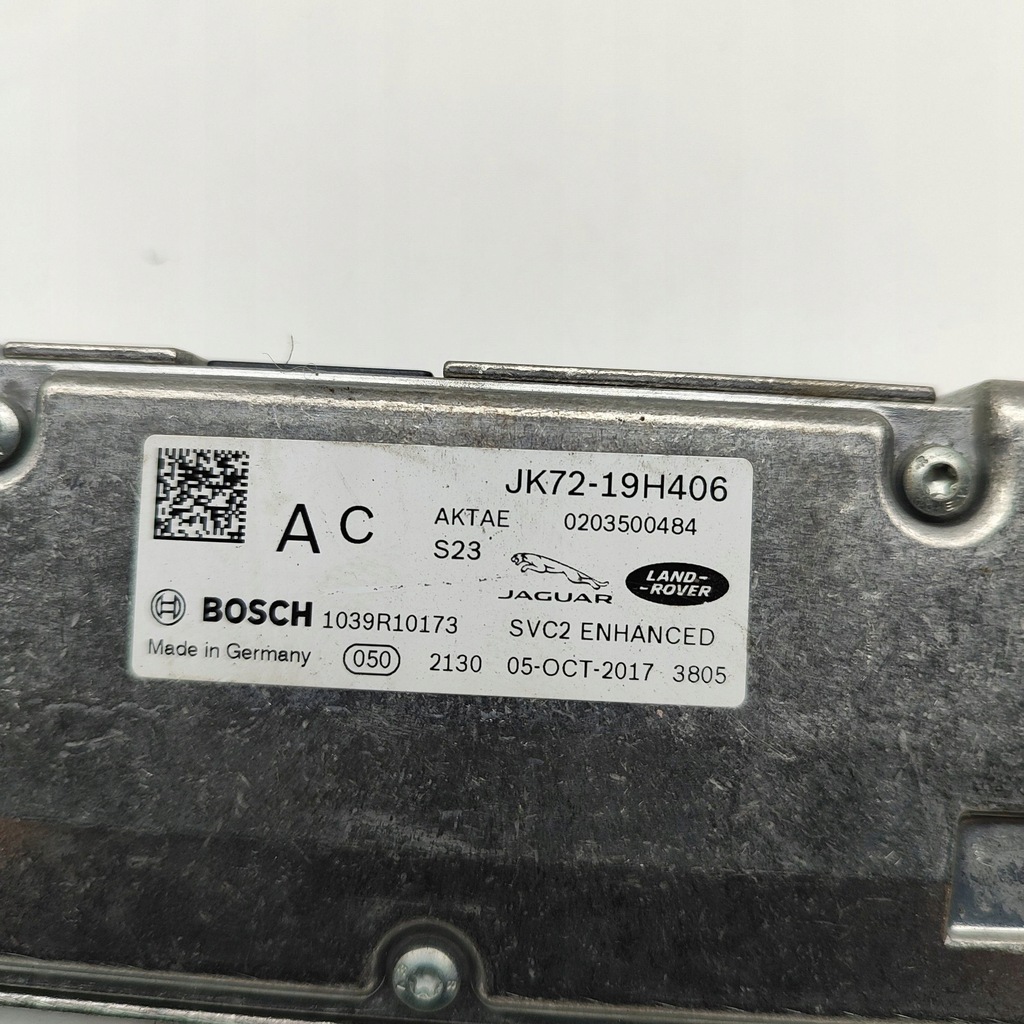 JK72-19H406
A C
AKTAE 0203500484
S23
JAGUAR
LAND-
-ROVER
BOSCH 1039R10173
SVC2 ENHANCED
Made in Germany 050 2130 05-OCT-2017 3805